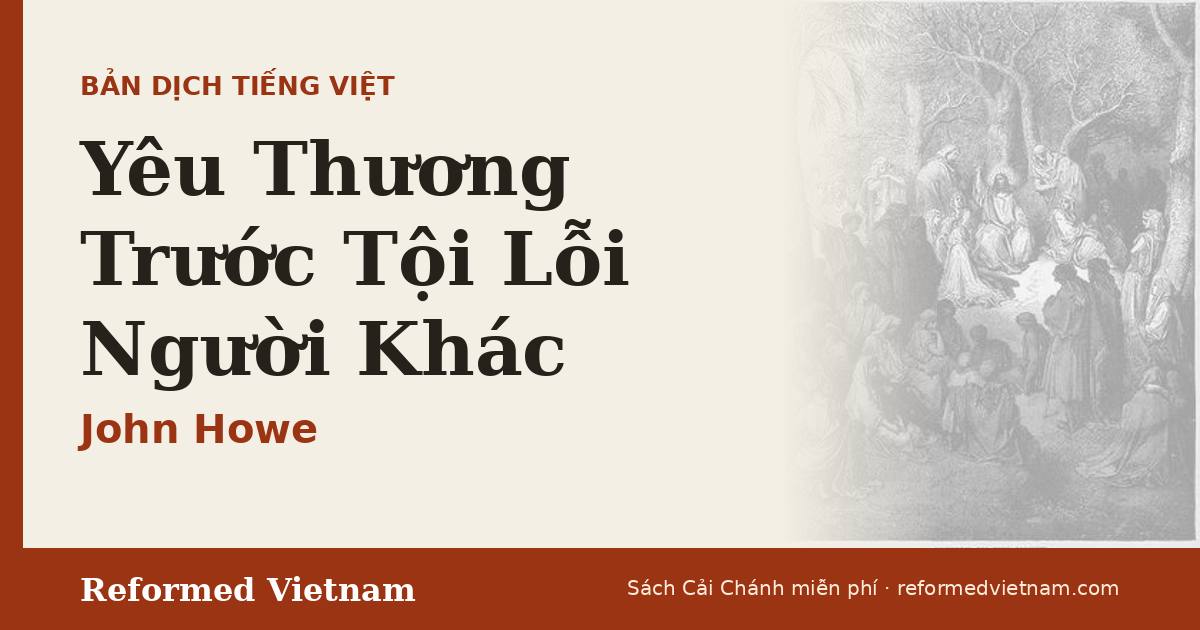 BẢN DỊCH TIẾNG VIỆT
Yêu Thương
Trước Tội Lỗi
Người Khác
John Howe
Reformed Vietnam
Sách Cải Chánh miễn phí · reformedvietnam.com